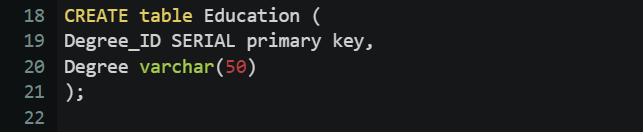 18 CREATE table Education (
19 Degree_ID SERIAL primary key,
20 Degree varchar(50)
21 );
22